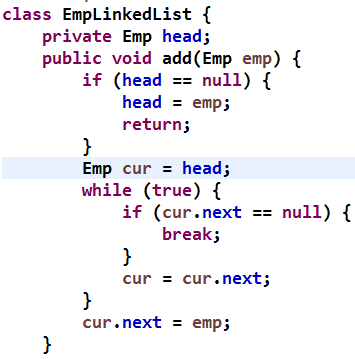 class EmpLinkedList {
    private Emp head;
    public void add(Emp emp) {
        if (head == null) {
            head = emp;
            return;
        }
        Emp cur = head;
        while (true) {
            if (cur.next == null) {
                break;
            }
            cur = cur.next;
        }
        cur.next = emp;
    }